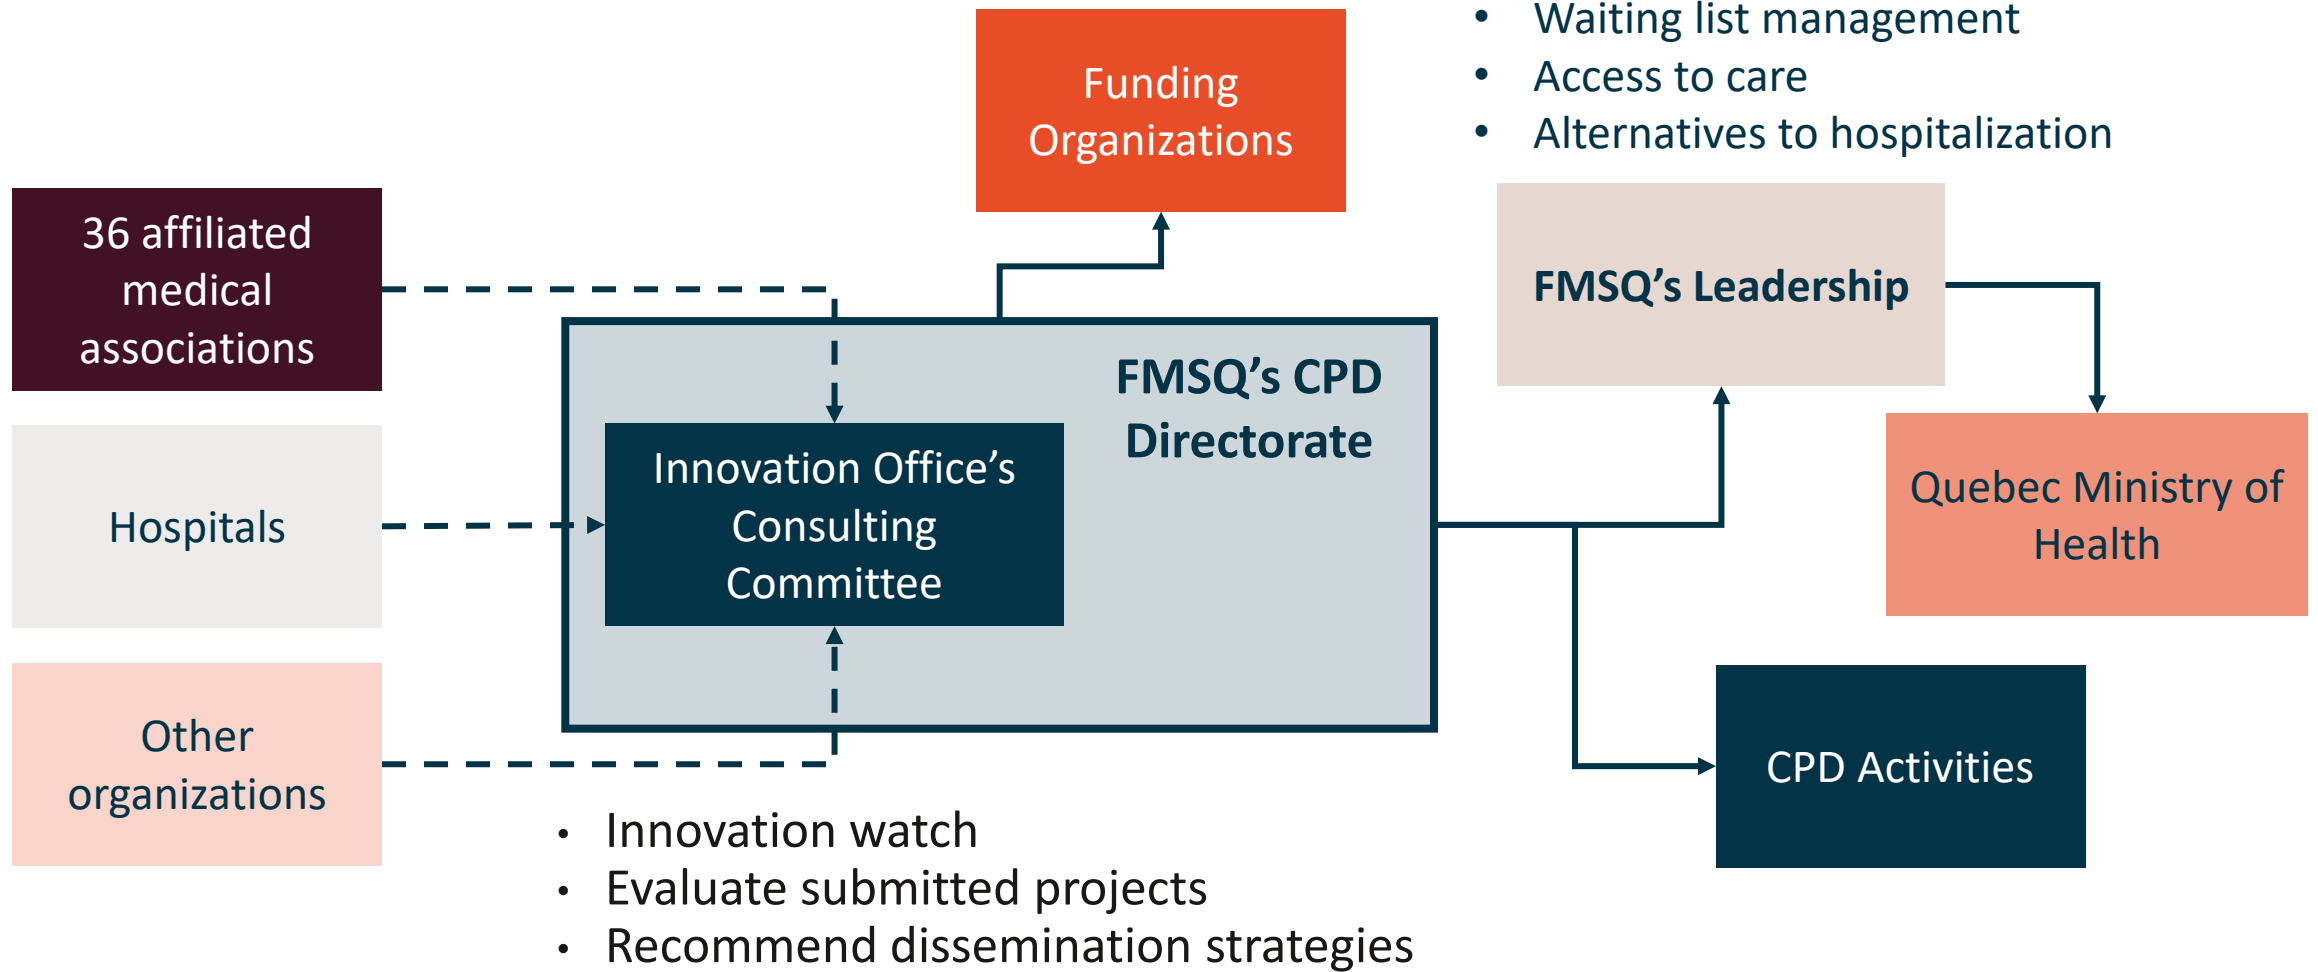 • Waiting list management
• Access to care
• Alternatives to hospitalization
Funding
Organizations
36 affiliated
medical
associations
FMSQ’s Leadership
FMSQ’s CPD
Directorate
Innovation Office’s
Consulting
Committee
Hospitals
Quebec Ministry of
Health
Other
organizations
CPD Activities
• Innovation watch
• Evaluate submitted projects
• Recommend dissemination strategies